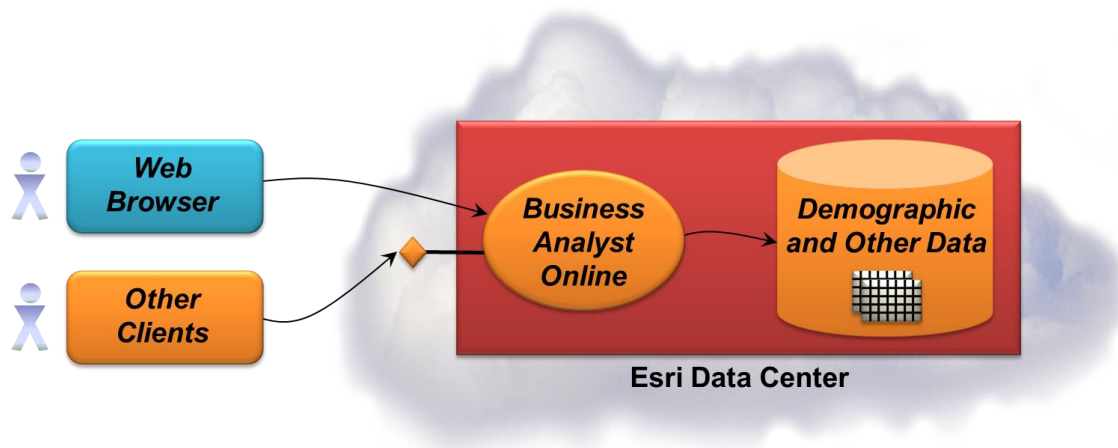 Web
Browser
Other
Clients
Business
Analyst
Online
Demographic
and Other Data
Esri Data Center